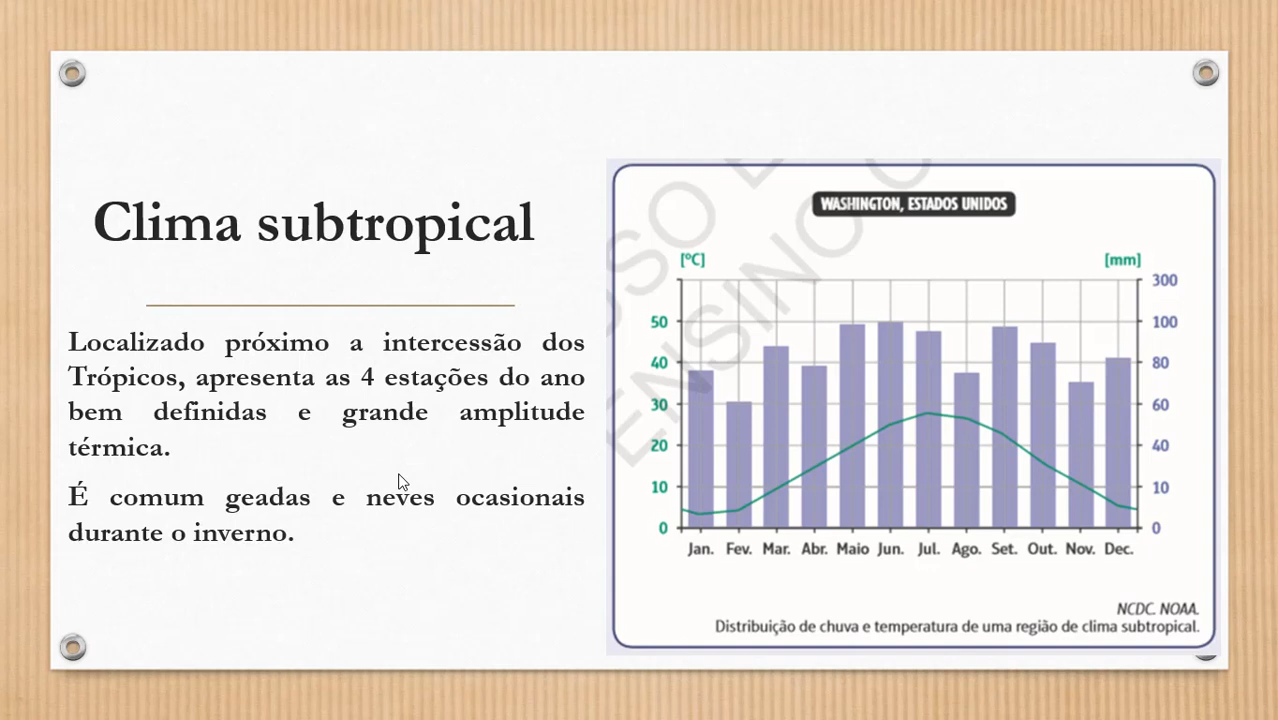 Clima subtropical
Localizado próximo a intercessão dos
Trópicos, apresenta as 4 estações do ano
bem definidas e grande amplitude
térmica.
É comum geadas e neves ocasionais
durante o inverno.
USO E
ENSINO
WASHINGTON, ESTADOS UNIDOS
[ºC] [mm]
300
50 100
40 80
30 60
20 40
10 10
0 0
Jan. Fev. Mar. Abr. Maio Jun. Jul. Ago. Set. Out. Nov. Dec.
NCDC. NOAA.
Distribuição de chuva e temperatura de uma região de clima subtropical.